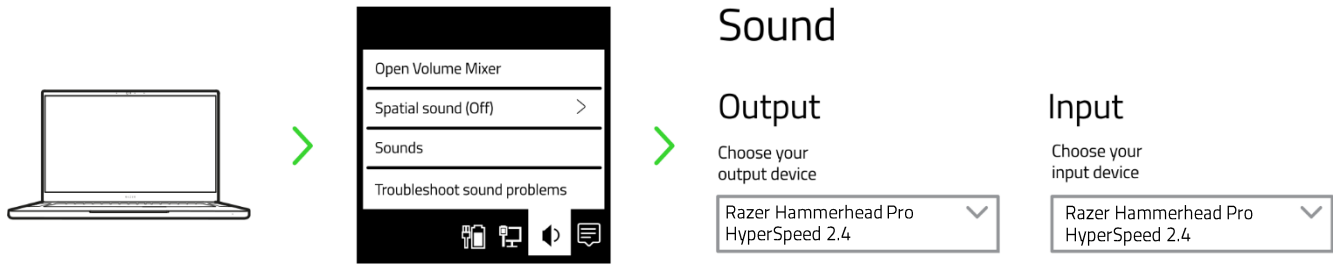 Open Volume Mixer
Spatial sound (Off)
Sounds
Troubleshoot sound problems
Sound
Output
Choose your
output device
Razer Hammerhead Pro
HyperSpeed 2.4
Input
Choose your
input device
Razer Hammerhead Pro
HyperSpeed 2.4